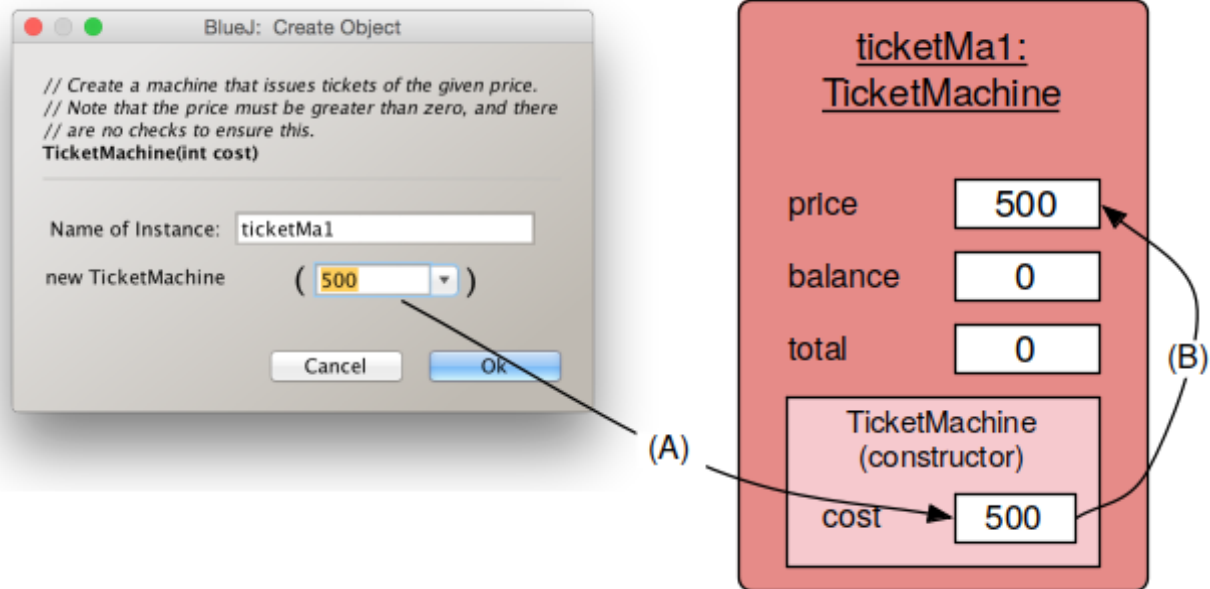 BlueJ: Create Object
// Create a machine that issues tickets of the given price.
// Note that the price must be greater than zero, and there
// are no checks to ensure this.
TicketMachine(int cost)
Name of Instance: ticketMa1
new TicketMachine ( 500 )
Cancel Ok
(A)
ticketMa1:
TicketMachine
price 500
balance 0
total 0
(B)
TicketMachine
(constructor)
cost 500